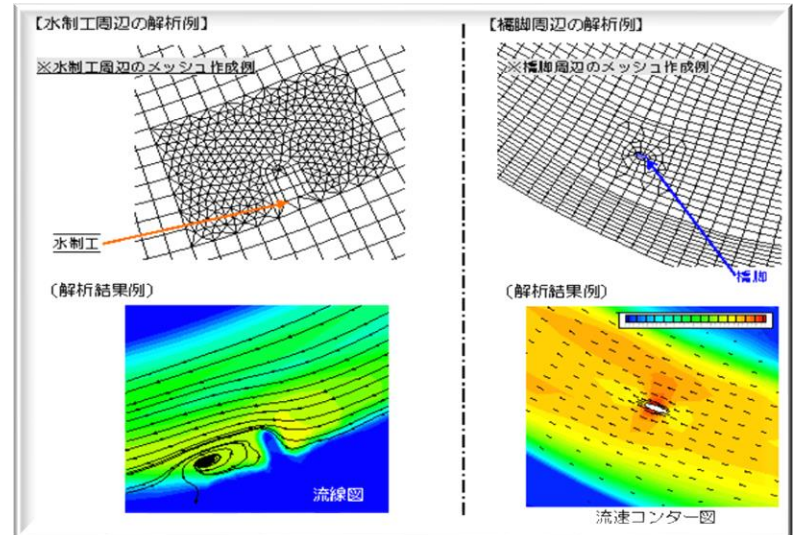 【水制工周辺の解析例】
※水制工周辺のメッシュ作成例
水制工
(解析結果例)
流線図
【橋脚周辺の解析例】
※橋脚周辺のメッシュ作成例
橋脚
(解析結果例)
流速コンター図